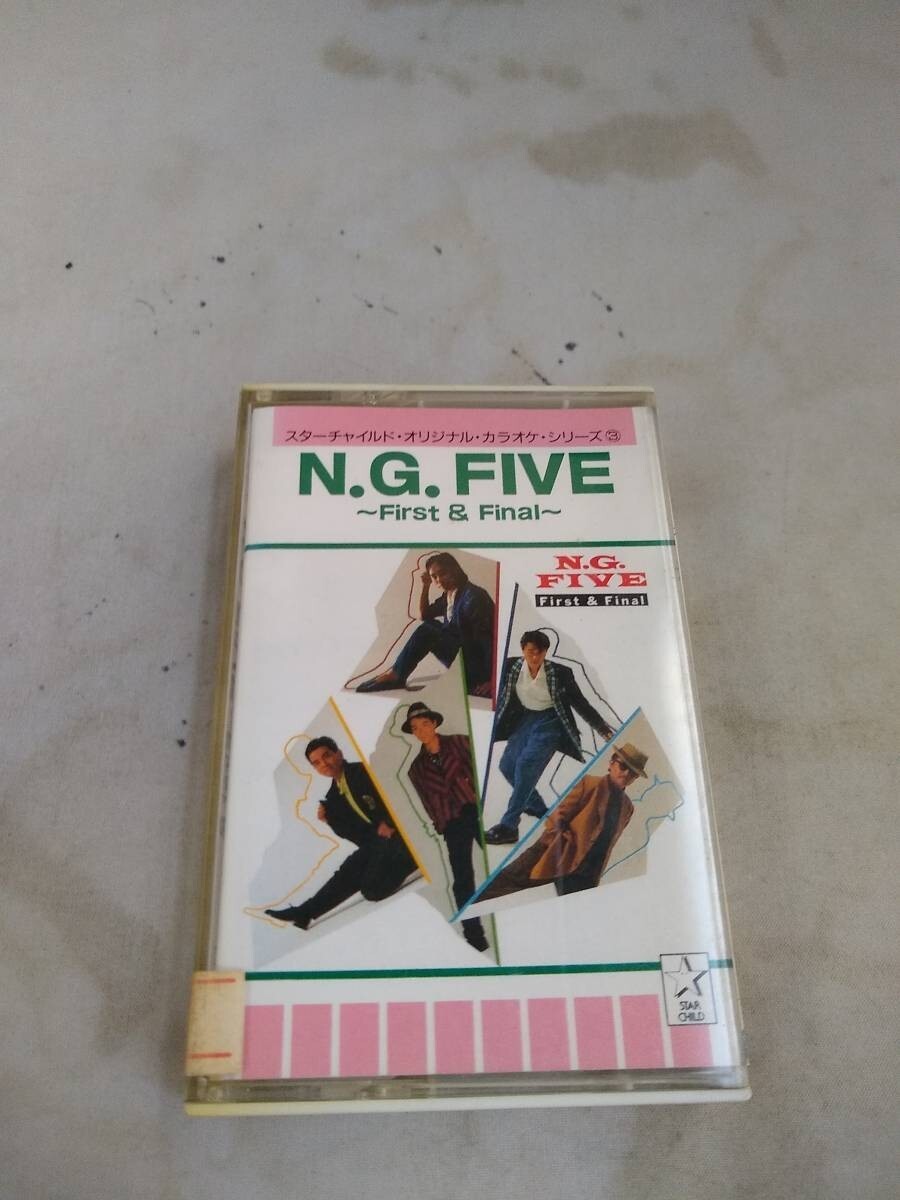 スターチャイルド・オリジナル・カラオケ・シリーズ③
N.G. FIVE
~First & Final~
N.G.
FIVE
First & Final
STAR
CHILD